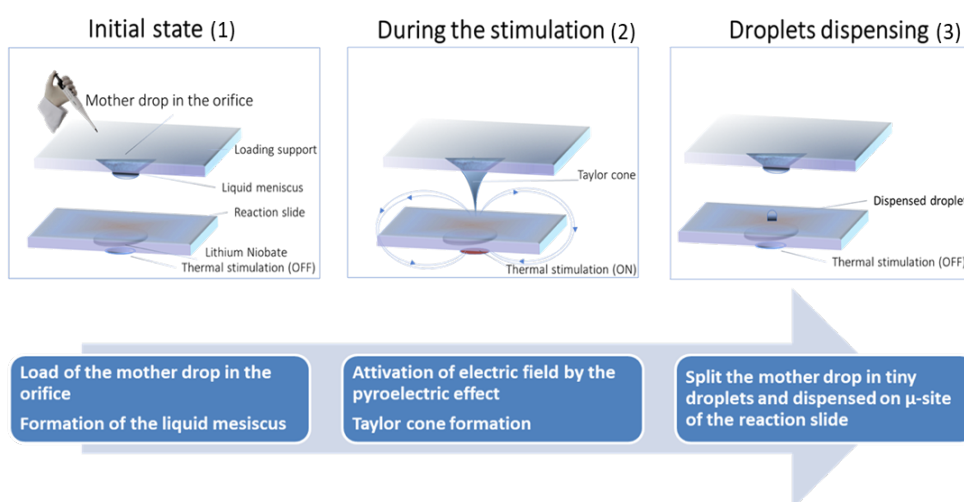 Initial state (1)
During the stimulation (2)
Droplets dispensing (3)
Mother drop in the orifice
Loading support
Liquid meniscus
Reaction slide
Lithium Niobate
Thermal stimulation (OFF)
Taylor cone
Thermal stimulation (ON)
Dispensed droplet
Thermal stimulation (OFF)
Load of the mother drop in the
orifice
Formation of the liquid mesiscus
Attivation of electric field by the
pyroelectric effect
Taylor cone formation
Split the mother drop in tiny
droplets and dispensed on μ-site
of the reaction slide